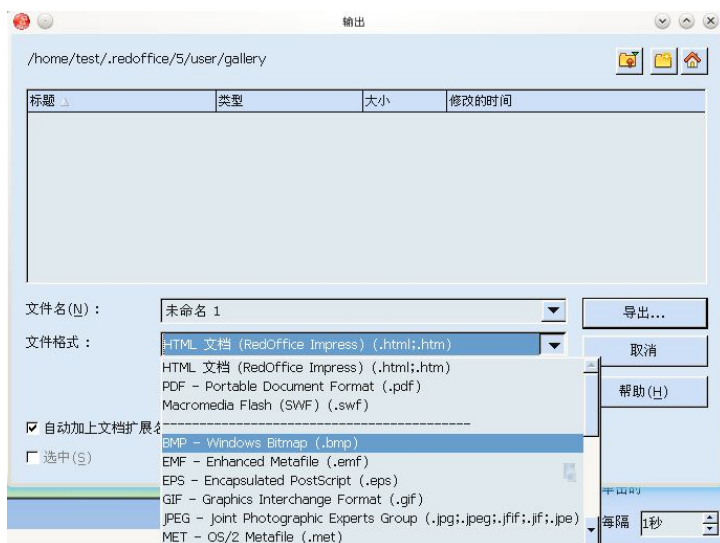 输出
/home/test/.redoffice/5/user/gallery
标题 类型 大小 修改的时间
文件名(N)： 未命名 1 导出...
文件格式： HTML 文档 (RedOffice Impress) (.html;.htm) 取消
HTML 文档 (RedOffice Impress) (.html;.htm)
PDF - Portable Document Format (.pdf) 帮助(H)
Macromedia Flash (SWF) (.swf)
自动加上文档扩展名
BMP - Windows Bitmap (.bmp)
选中(S) EMF - Enhanced Metafile (.emf)
EPS - Encapsulated PostScript (.eps)
GIF - Graphics Interchange Format (.gif)
JPEG - Joint Photographic Experts Group (.jpg;.jpeg;.jfif;.jif;.jpe) 每隔 1秒
MET - OS/2 Metafile (.met)